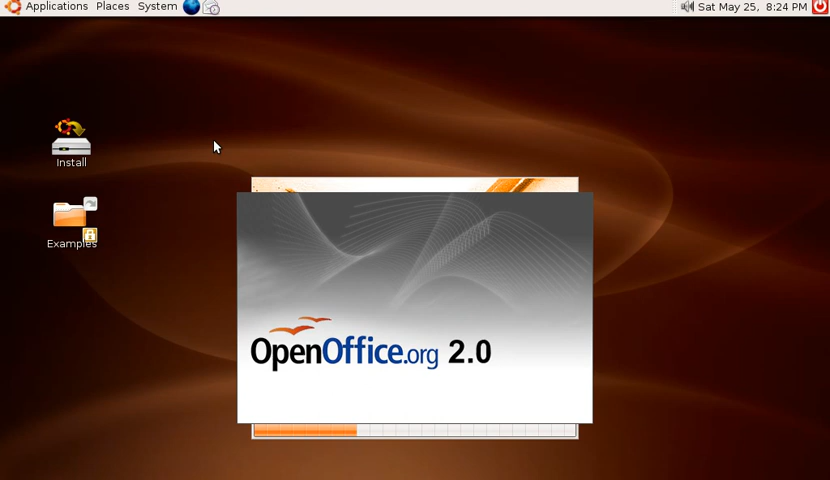 Applications Places System
Sat May 25, 8:24 PM
Install
Examples
OpenOffice.org 2.0